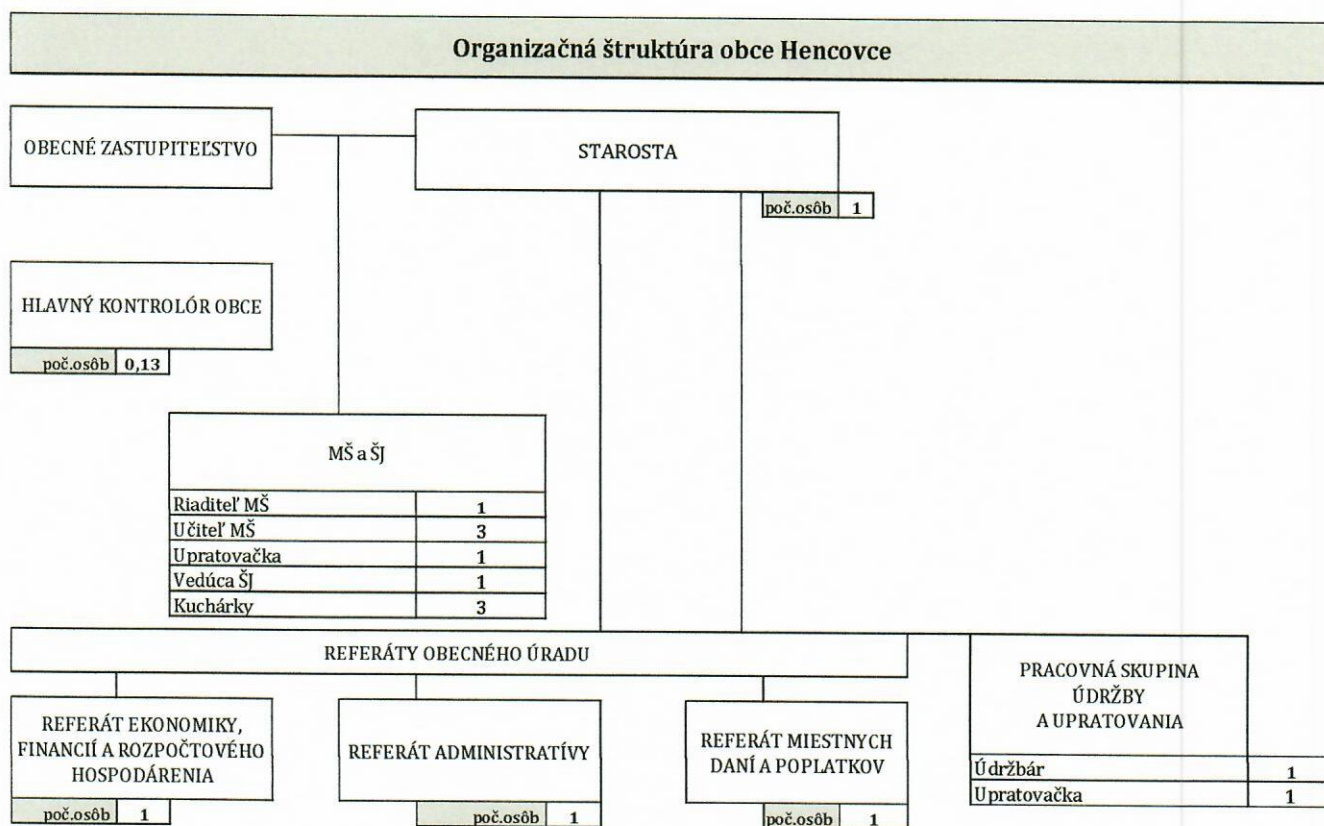 Organizačná štruktúra obce Hencovce
OBECNÉ ZASTUPITEĽSTVO
STAROSTA
poč.osôb 1
HLAVNÝ KONTROLÓR OBCE
poč.osôb 0,13
MŠ a ŠJ
Riaditeľ MŠ 1
Učiteľ MŠ 3
Upratovačka 1
Vedúca ŠJ 1
Kuchárky 3
REFERÁTY OBECNÉHO ÚRADU
REFERÁT EKONOMIKY,
FINANCIÍ A ROZPOČTOVÉHO
HOSPODÁRENIA
poč.osôb 1
REFERÁT ADMINISTRATÍVY
poč.osôb 1
REFERÁT MIESTNYCH
DANÍ A POPLATKOV
poč.osôb 1
PRACOVNÁ SKUPINA
ÚDRŽBY
A UPRATOVANIA
Údržbár 1
Upratovačka 1